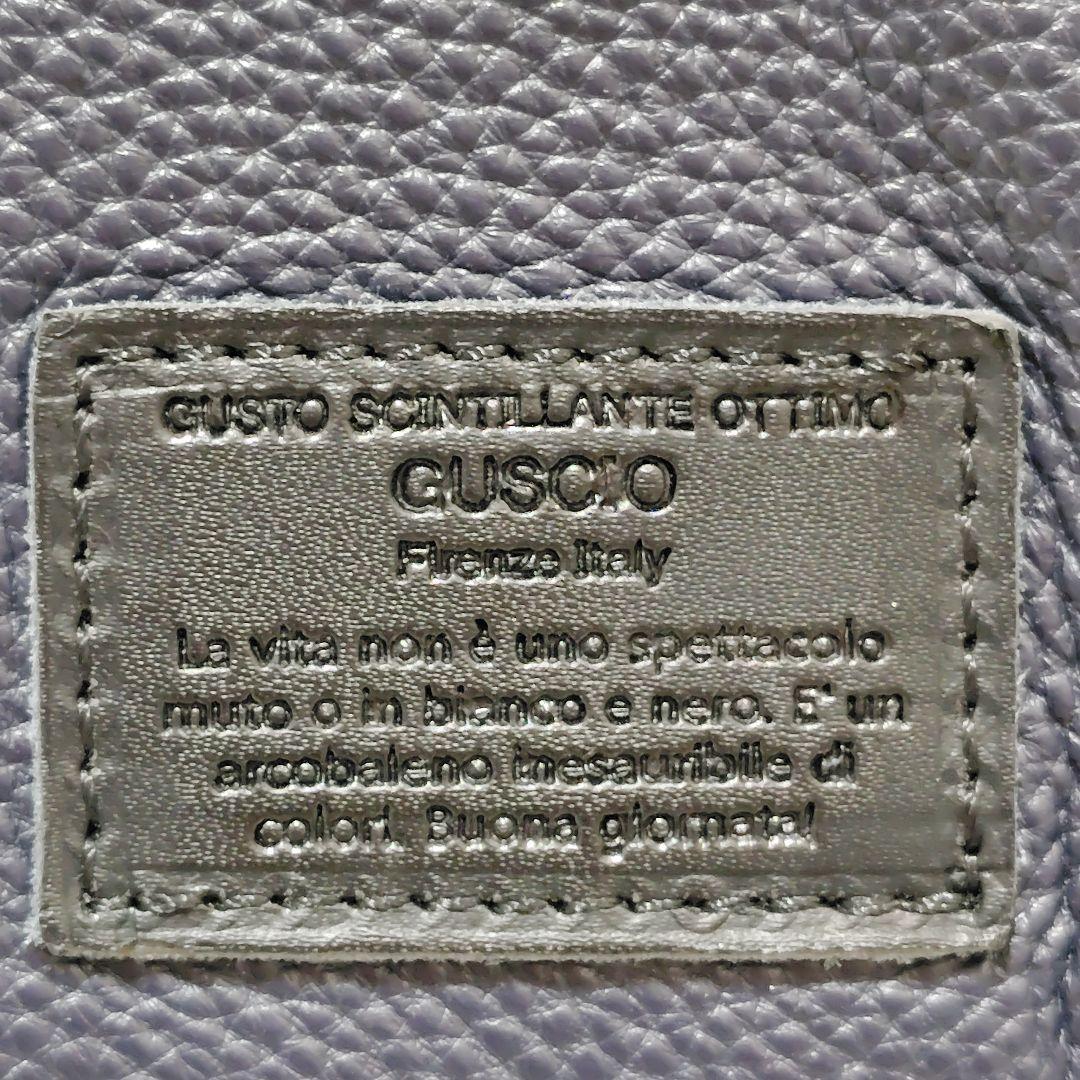 GUSTO SCINTILLANTE OTTIMO
GUSCIO
Firenze Italy
La vita non è uno spettacolo
muto o in bianco e nero. E' un
arcobaleno inesauribile di
colori. Buona giornata!